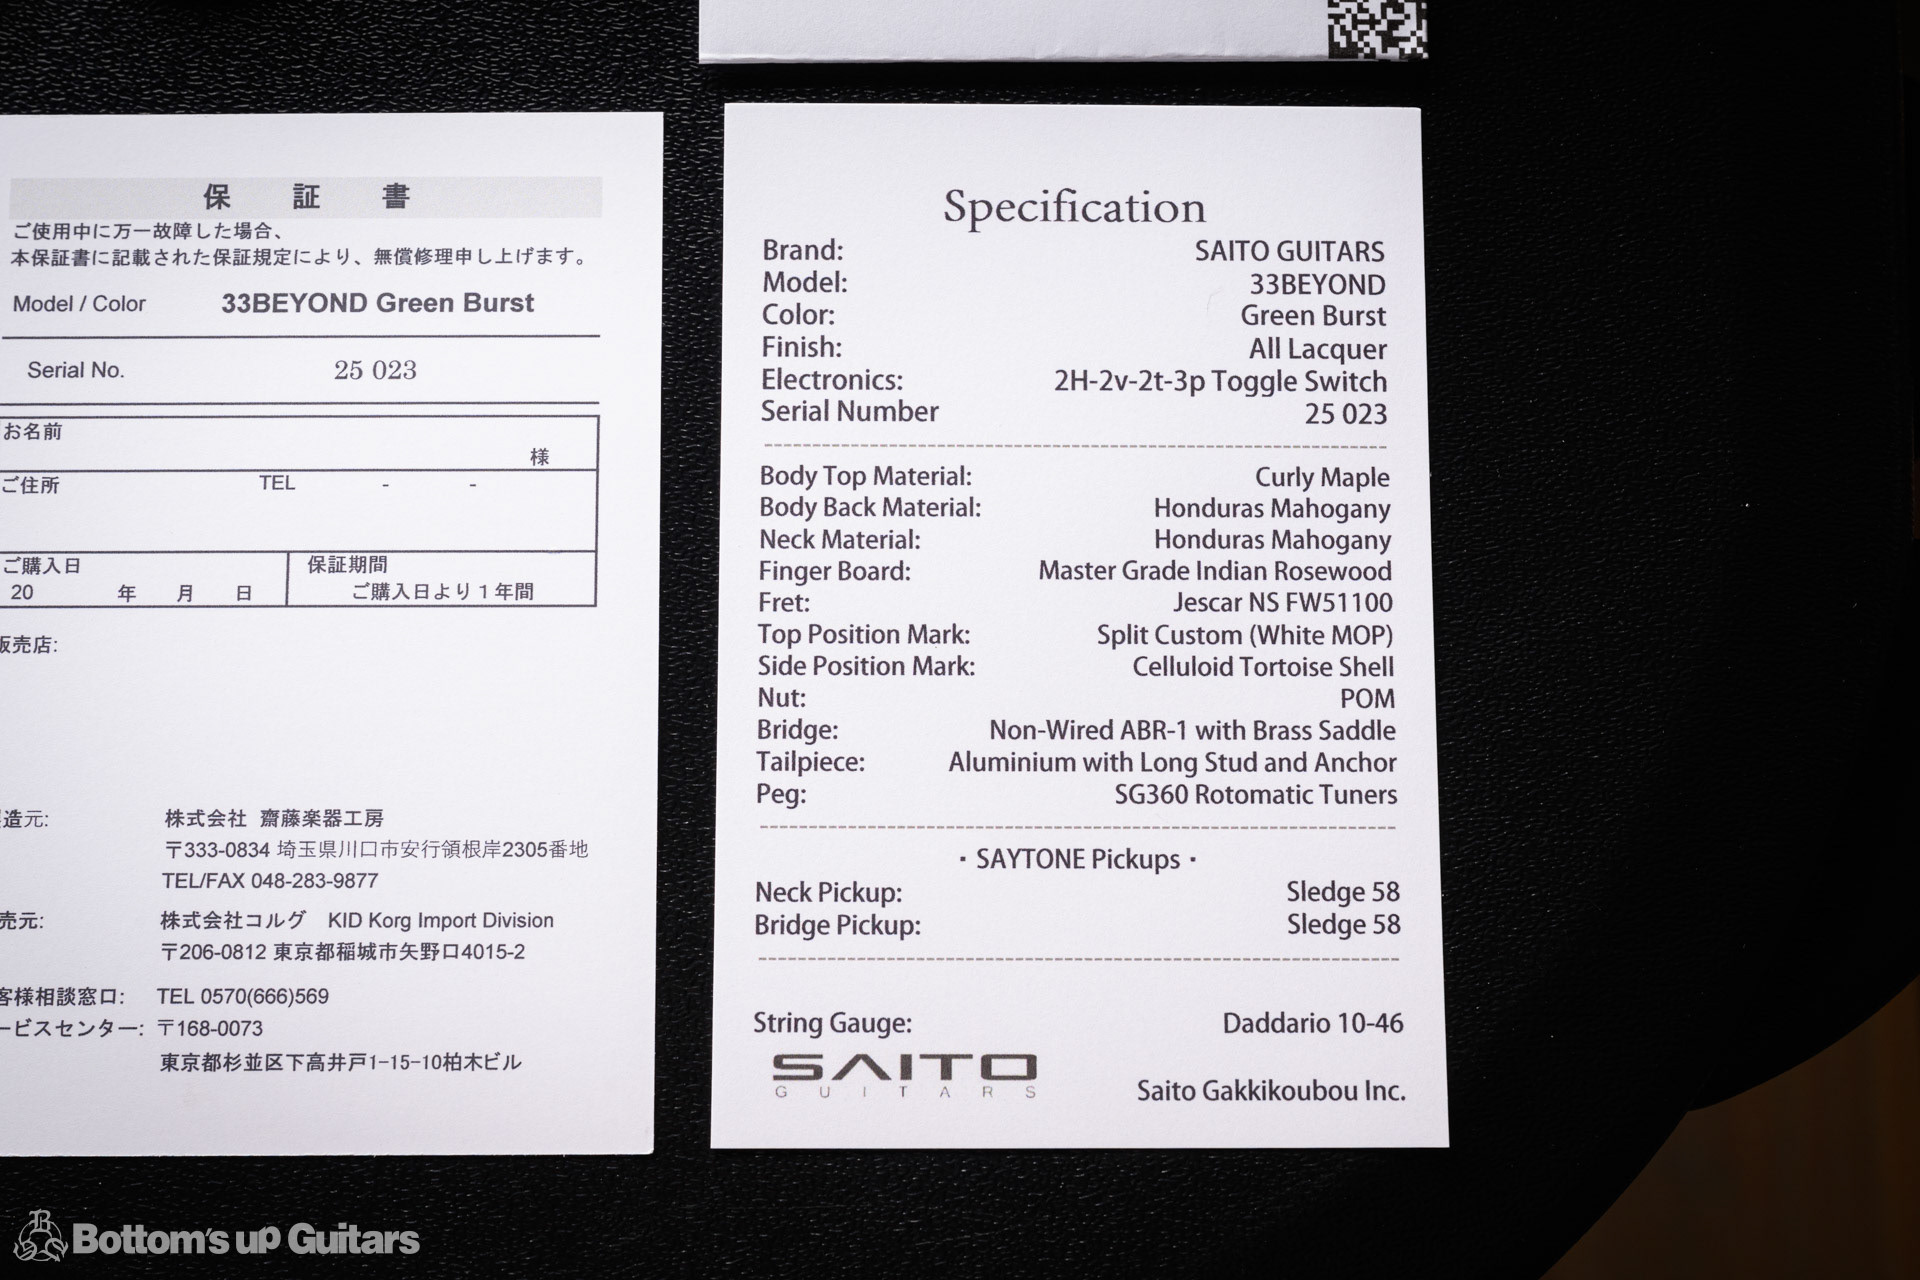 保 証 書
ご使用中に万一故障した場合、
本保証書に記載された保証規定により、無償修理申し上げます。
Model / Color 33BEYOND Green Burst
Serial No. 25 023
お名前
様
ご住所 TEL - -
ご購入日 保証期間
20 年 月 日 ご購入日より1年間
販売店:
造元: 株式会社 齋藤楽器工房
〒333-0834 埼玉県川口市安行領根岸2305番地
TEL/FAX 048-283-9877
売元: 株式会社コルグ KID Korg Import Division
〒206-0812 東京都稲城市矢野口4015-2
客様相談窓口: TEL 0570(666)569
ービスセンター: 〒168-0073
東京都杉並区下高井戸1-15-10柏木ビル
Specification
Brand: SAITO GUITARS
Model: 33BEYOND
Color: Green Burst
Finish: All Lacquer
Electronics: 2H-2v-2t-3p Toggle Switch
Serial Number 25 023
Body Top Material: Curly Maple
Body Back Material: Honduras Mahogany
Neck Material: Honduras Mahogany
Finger Board: Master Grade Indian Rosewood
Fret: Jescar NS FW51100
Top Position Mark: Split Custom (White MOP)
Side Position Mark: Celluloid Tortoise Shell
Nut: POM
Bridge: Non-Wired ABR-1 with Brass Saddle
Tailpiece: Aluminium with Long Stud and Anchor
Peg: SG360 Rotomatic Tuners
・SAYTONE Pickups・
Neck Pickup: Sledge 58
Bridge Pickup: Sledge 58
String Gauge: Daddario 10-46
SAITO
GUITARS
Saito Gakkikoubou Inc.
Bottom's up Guitars